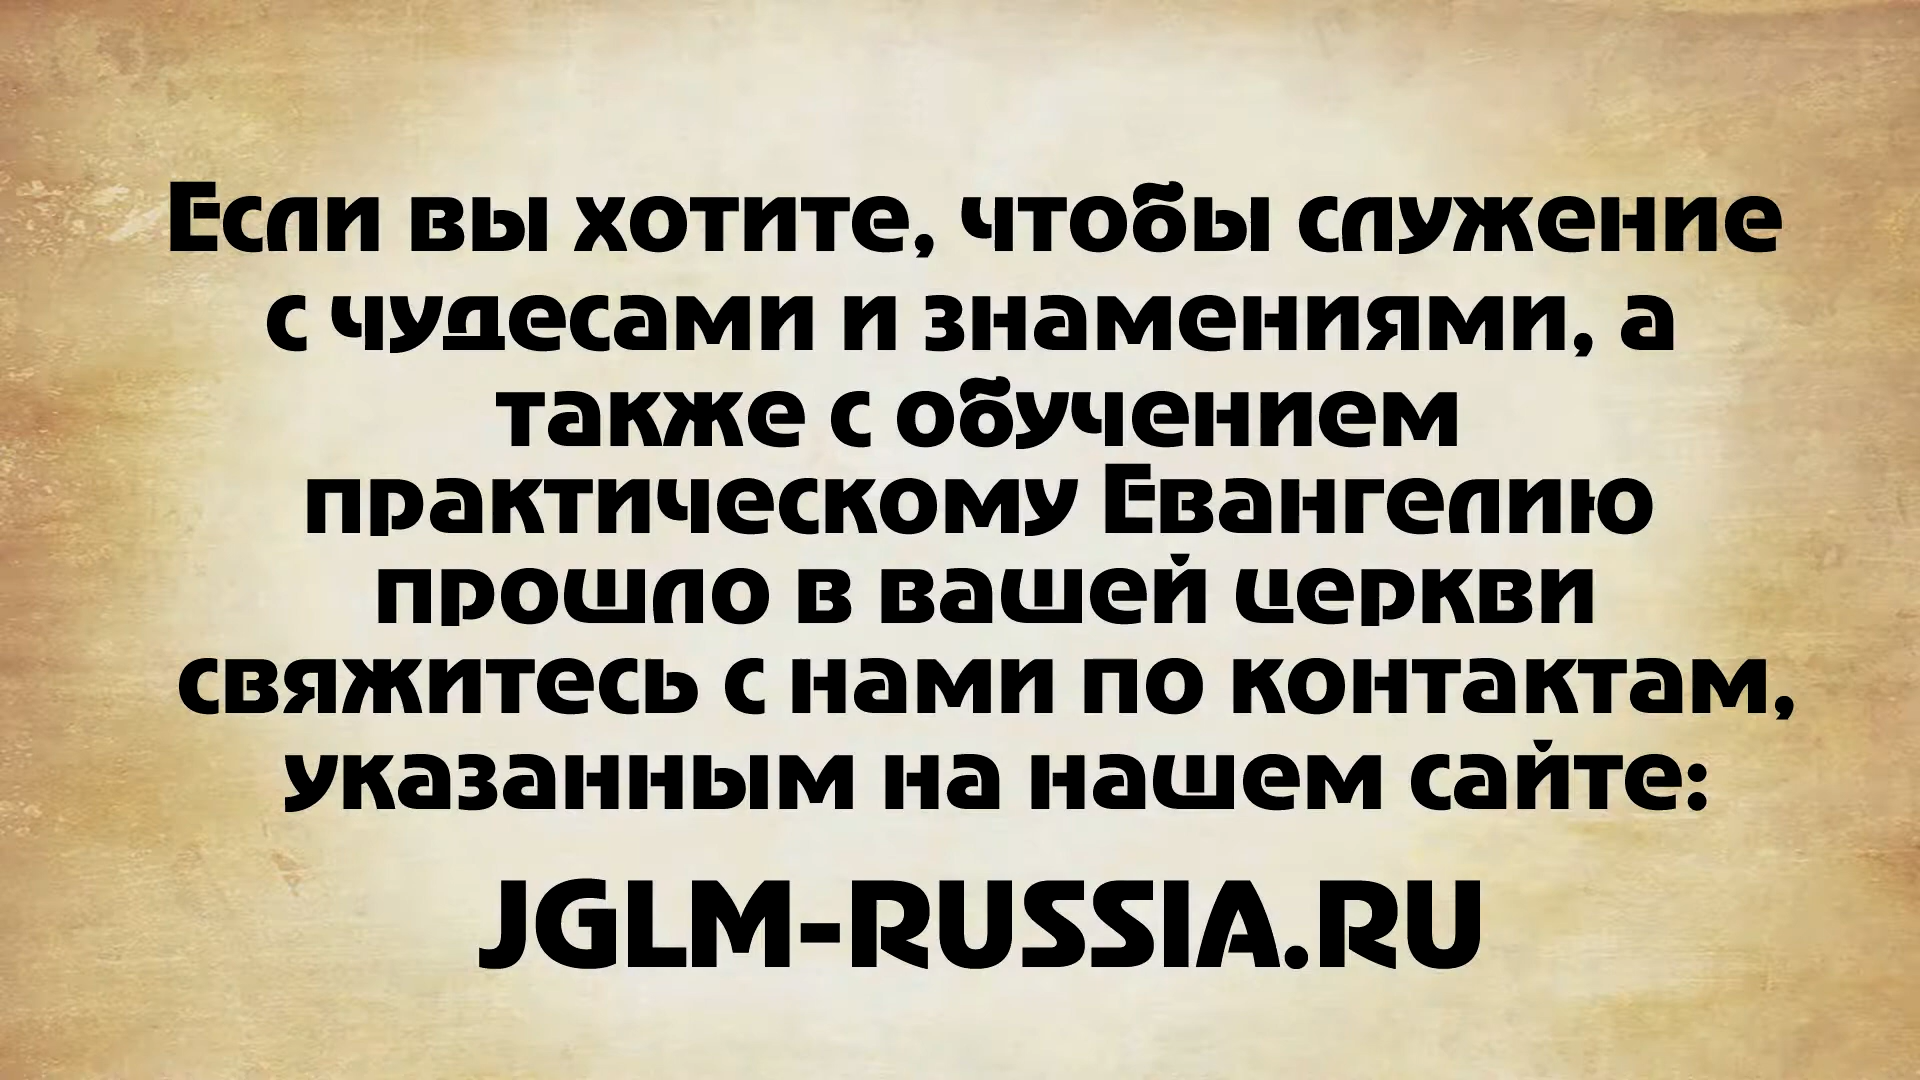 Если вы хотите, чтобы служение
с чудесами и знамениями, а
также с обучением
практическому Евангелию
прошло в вашей церкви
свяжитесь с нами по контактам,
указанным на нашем сайте:
JGLM-RUSSIA.RU